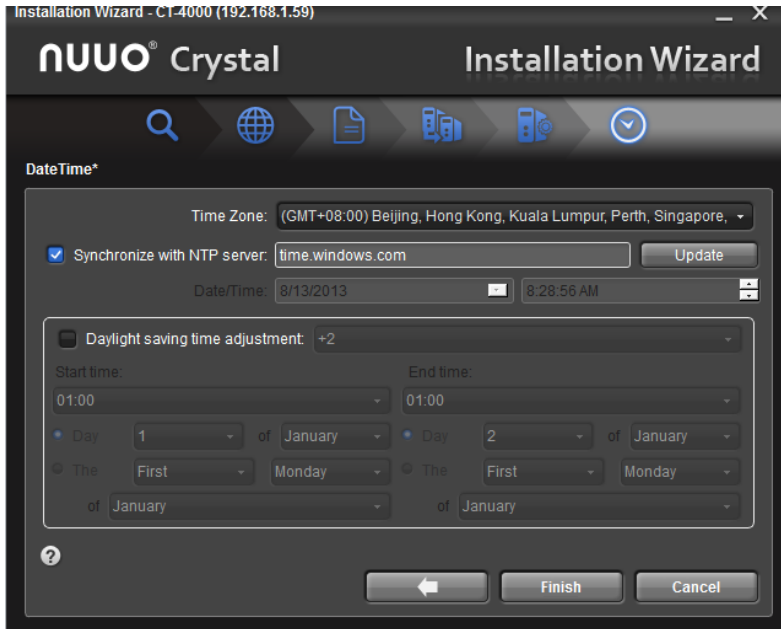 Installation Wizard - CT-4000 (192.168.1.59)
nuuo® Crystal Installation Wizard
DateTime*
Time Zone: (GMT+08:00) Beijing, Hong Kong, Kuala Lumpur, Perth, Singapore,
Synchronize with NTP server: time.windows.com Update
Date/Time: 8/13/2013 8:28:56 AM
Daylight saving time adjustment: +2
Start time: End time:
01:00 01:00
Day 1 of January Day 2 of January
The First Monday The First Monday
of January of January
?
Finish Cancel